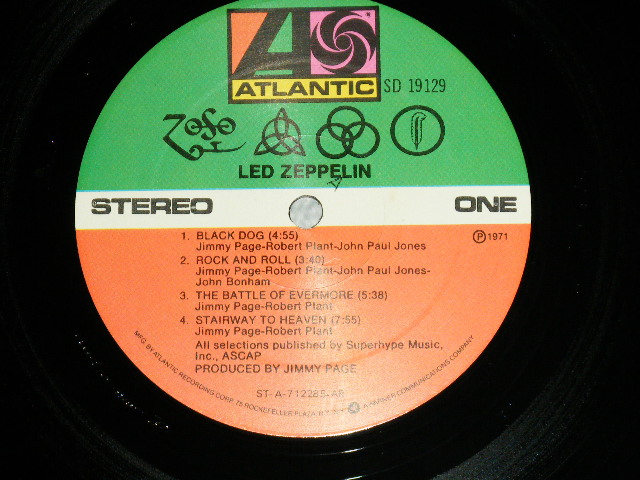 ATLANTIC
SD 19129
LED ZEPPELIN
STEREO
ONE
1. BLACK DOG (4:55)
Jimmy Page-Robert Plant-John Paul Jones
Ⓟ1971
2. ROCK AND ROLL (3:40)
Jimmy Page-Robert Plant-John Paul Jones-
John Bonham
3. THE BATTLE OF EVERMORE (5:38)
Jimmy Page-Robert Plant
4. STAIRWAY TO HEAVEN (7:55)
Jimmy Page-Robert Plant
All selections published by Superhype Music,
Inc., ASCAP
PRODUCED BY JIMMY PAGE
ST-A-712285-AR
MFG. BY ATLANTIC RECORDING CORP., 75 ROCKEFELLER PLAZA, N.Y., N.Y. A WARNER COMMUNICATIONS COMPANY